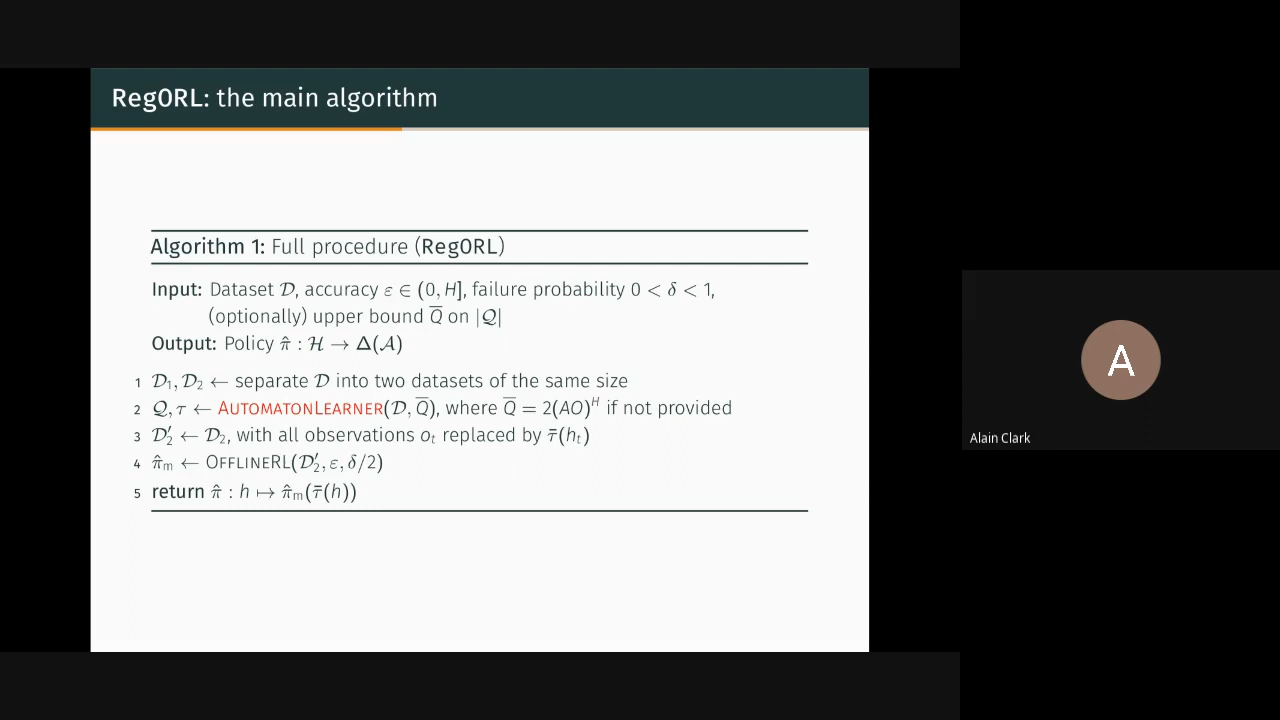 RegORL: the main algorithm
Algorithm 1: Full procedure (RegORL)
Input: Dataset 𝒟, accuracy ε ∈ (0, H], failure probability 0 < δ < 1,
(optionally) upper bound Q̅ on |𝒬|
Output: Policy π̂ : ℋ → Δ(𝒜)
1 𝒟₁, 𝒟₂ ← separate 𝒟 into two datasets of the same size
2 𝒬, τ ← AUTOMATONLEARNER(𝒟, Q̅), where Q̅ = 2(AO)ᴴ if not provided
3 𝒟₂′ ← 𝒟₂, with all observations oₜ replaced by τ̄(hₜ)
4 π̂ₘ ← OFFLINERL(𝒟₂′, ε, δ/2)
5 return π̂ : h ↦ π̂ₘ(τ̄(h))
A
Alain Clark